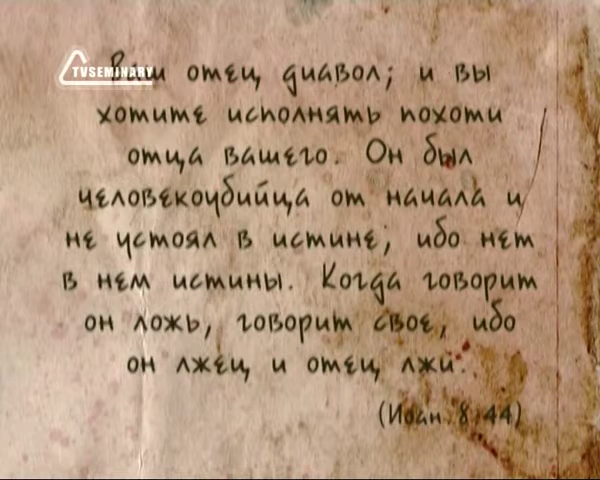 TVSEMINARY
Ваш отец диавол; и вы
хотите исполнять похоти
отца вашего. Он был
человекоубийца от начала и
не устоял в истине, ибо нет
в нем истины. Когда говорит
он ложь, говорит свое, ибо
он лжец и отец лжи.
(Иоан. 8:44)